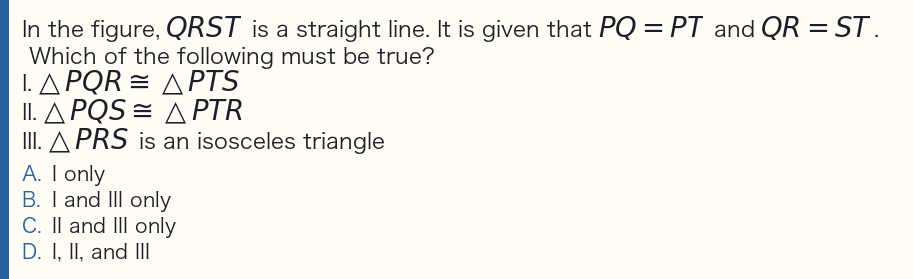 In the figure, QRST is a straight line. It is given that PQ = PT and QR = ST.
Which of the following must be true?
I. △PQR ≅ △PTS
II. △PQS ≅ △PTR
III. △PRS is an isosceles triangle
A. I only
B. I and III only
C. II and III only
D. I, II, and III